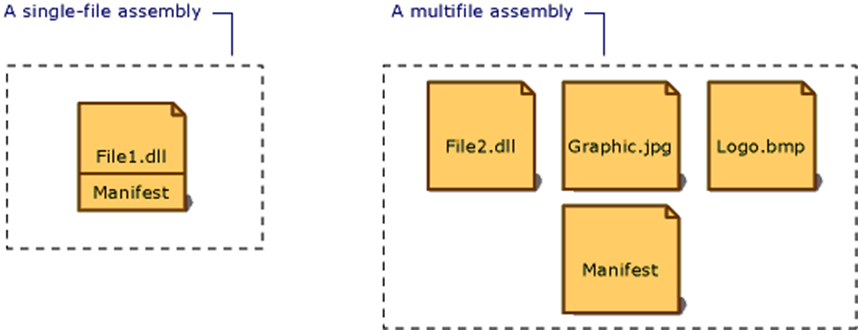 A single-file assembly
A multifile assembly
File1.dll
Manifest
File2.dll
Graphic.jpg
Logo.bmp
Manifest